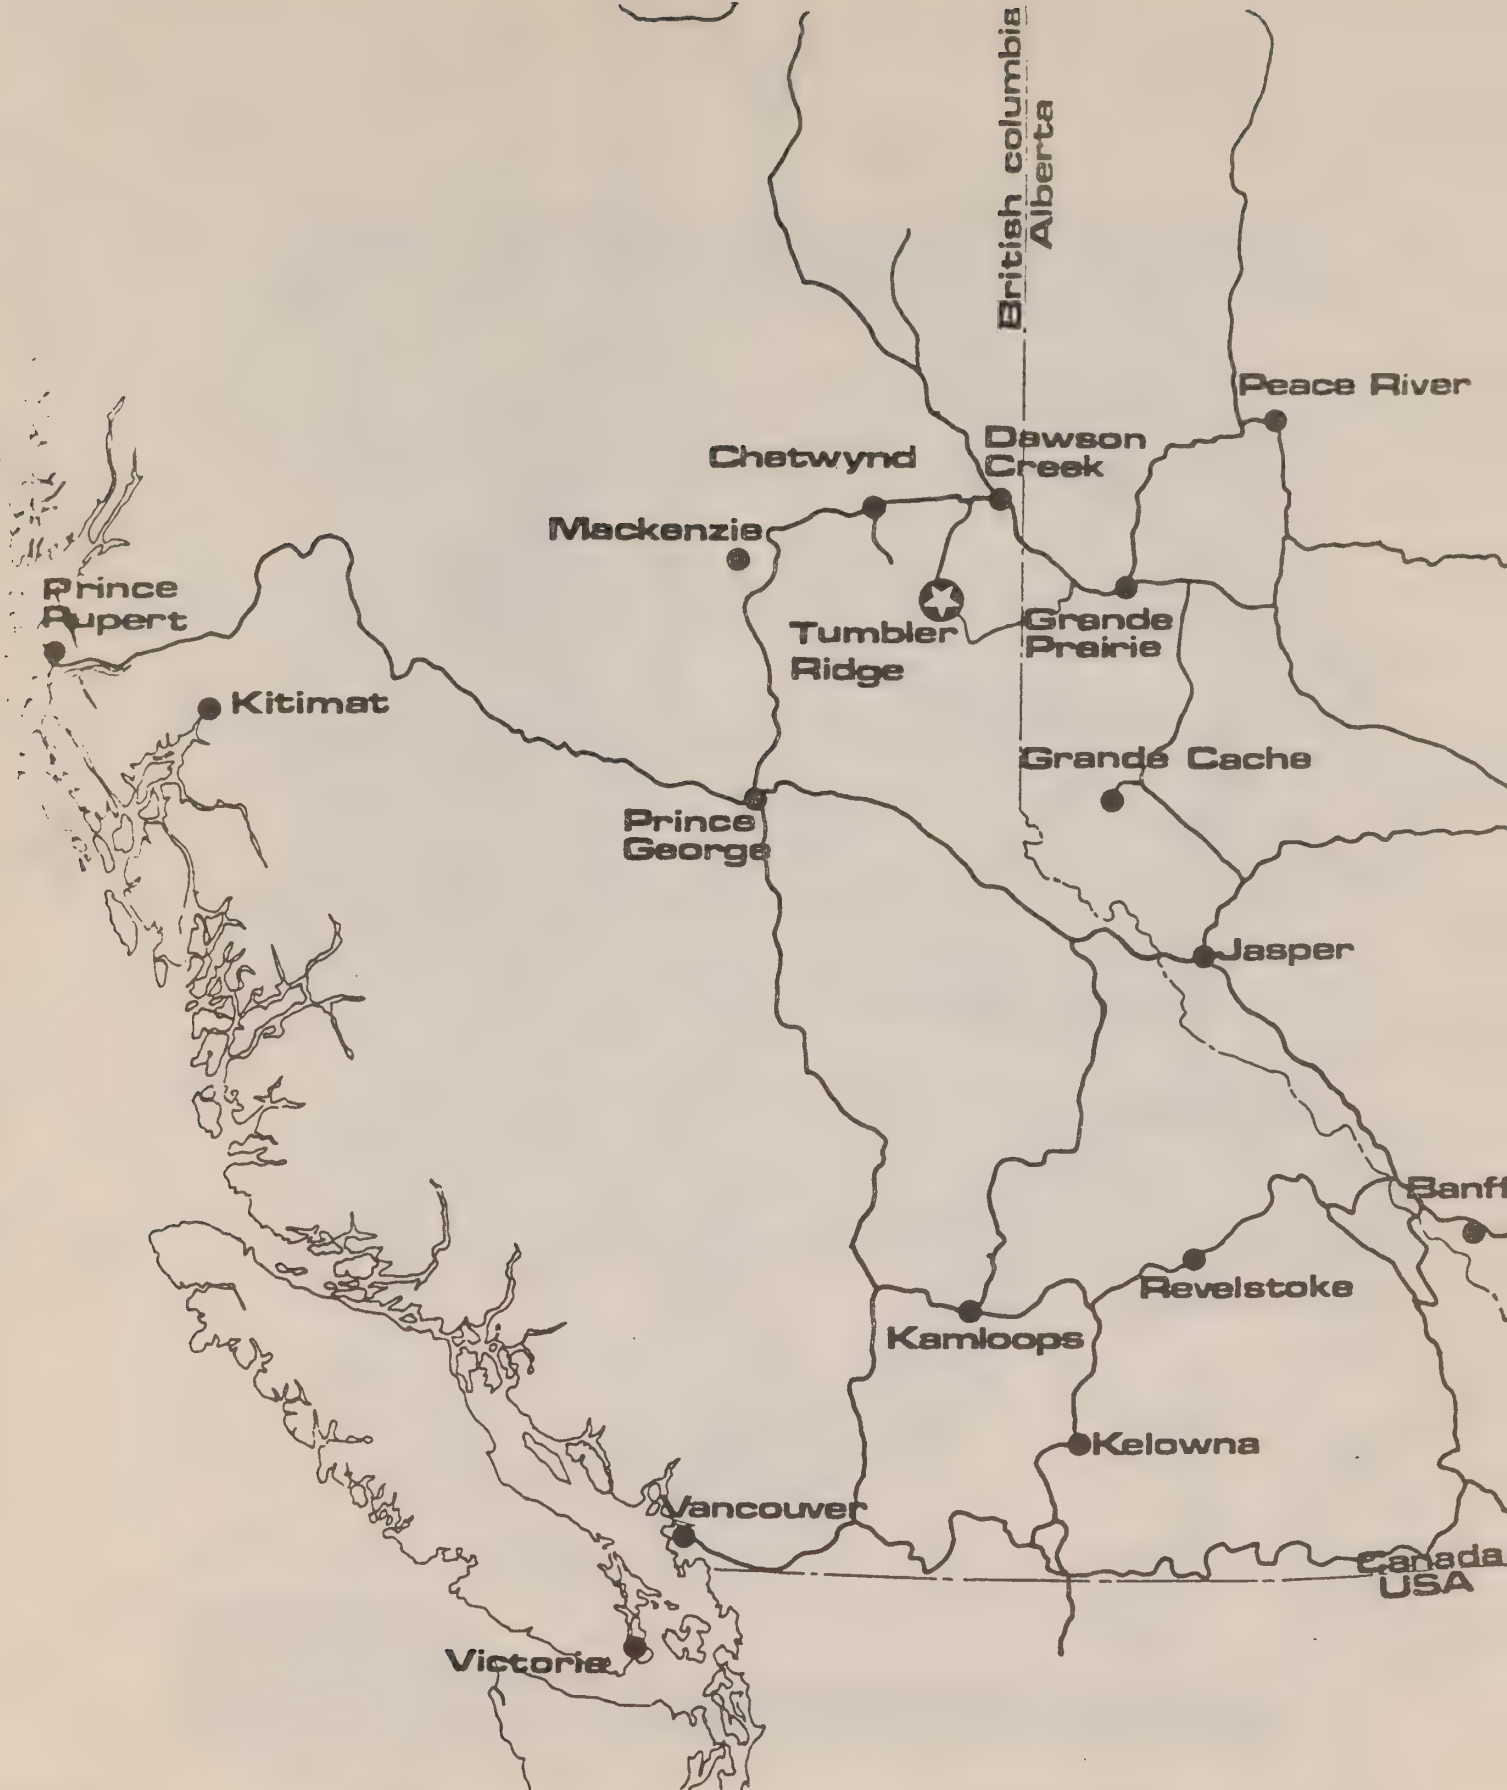 British columbia
Alberta
Peace River
Dawson
Creek
Chetwynd
Mackenzie
Prince
Rupert
Tumbler
Ridge
Grande
Prairie
Kitimat
Grande Cache
Prince
George
Jasper
Banff
Revelstoke
Kamloops
Kelowna
Vancouver
Canada
USA
Victoria